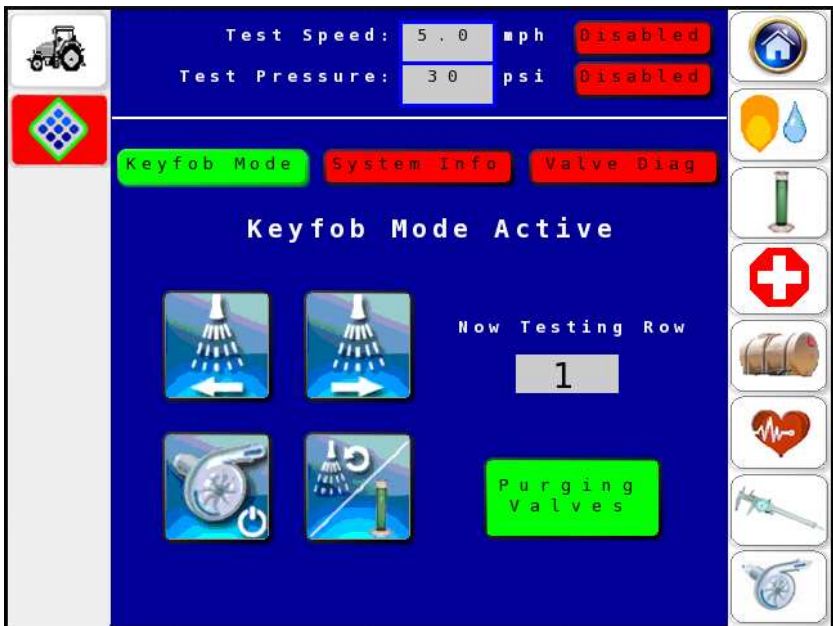 Test Speed: 5.0 mph Disabled
Test Pressure: 30 psi Disabled
Keyfob Mode System Info Valve Diag
Keyfob Mode Active
Now Testing Row
1
Purging
Valves